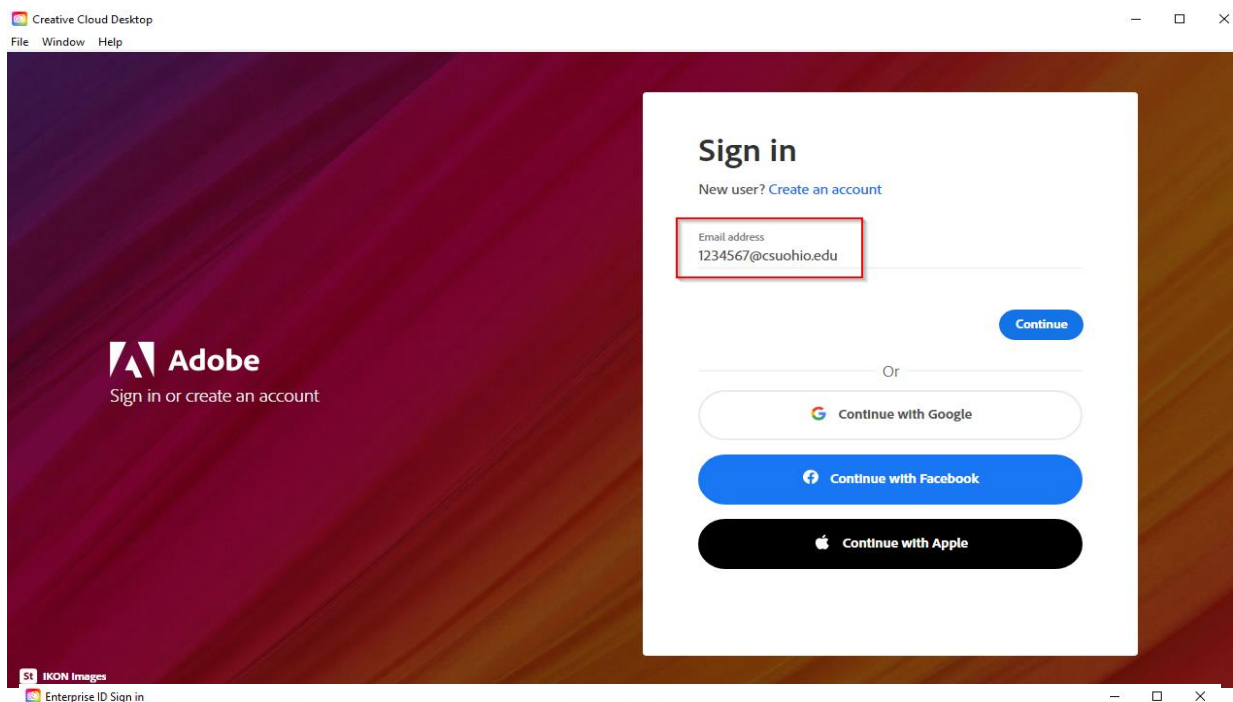 Creative Cloud Desktop
File Window Help
Sign in
New user? Create an account
Email address
1234567@csuohio.edu
Continue
Or
Continue with Google
Continue with Facebook
Continue with Apple
Adobe
Sign in or create an account
St IKON Images
Enterprise ID Sign in